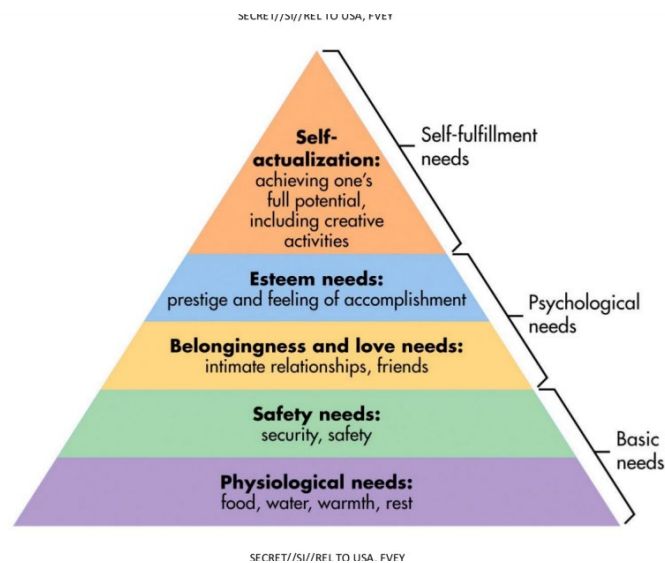 SECRET//SI//REL TO USA, FVEY
Self-
actualization:
achieving one's
full potential,
including creative
activities
Self-fulfillment
needs
Esteem needs:
prestige and feeling of accomplishment
Belongingness and love needs:
intimate relationships, friends
Psychological
needs
Safety needs:
security, safety
Physiological needs:
food, water, warmth, rest
Basic
needs
SECRET//SI//REL TO USA, FVEY